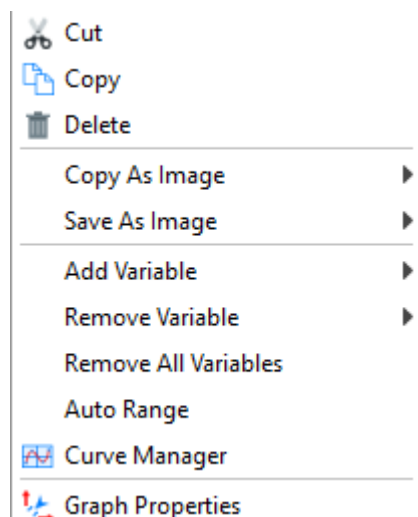 Cut
Copy
Delete
Copy As Image
Save As Image
Add Variable
Remove Variable
Remove All Variables
Auto Range
Curve Manager
Graph Properties